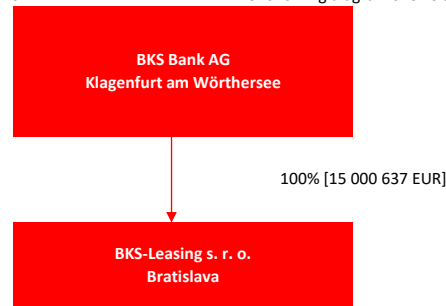 BKS Bank AG
Klagenfurt am Wörthersee
100% [15 000 637 EUR]
BKS-Leasing s. r. o.
Bratislava